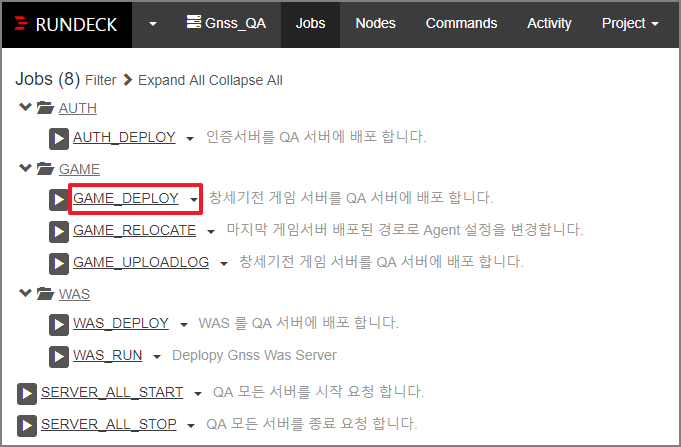 RUNDECK Gnss_QA Jobs Nodes Commands Activity Project
Jobs (8) Filter Expand All Collapse All
AUTH
AUTH_DEPLOY 인증서버를 QA 서버에 배포 합니다.
GAME
GAME_DEPLOY 창세기전 게임 서버를 QA 서버에 배포 합니다.
GAME_RELOCATE 마지막 게임서버 배포된 경로로 Agent 설정을 변경합니다.
GAME_UPLOADLOG 창세기전 게임 서버를 QA 서버에 배포 합니다.
WAS
WAS_DEPLOY WAS 를 QA 서버에 배포 합니다.
WAS_RUN Deplopy Gnss Was Server
SERVER_ALL_START QA 모든 서버를 시작 요청 합니다.
SERVER_ALL_STOP QA 모든 서버를 종료 요청 합니다.